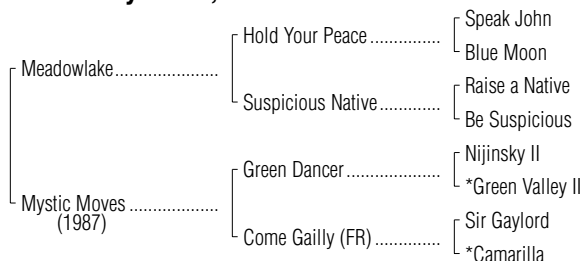 Speak John
Hold Your Peace ..............
Blue Moon
Meadowlake.....................
Raise a Native
Suspicious Native............
Be Suspicious
Nijinsky II
Green Dancer ...................
*Green Valley II
Mystic Moves ..................
(1987)
Sir Gaylord
Come Gailly (FR)..............
*Camarilla